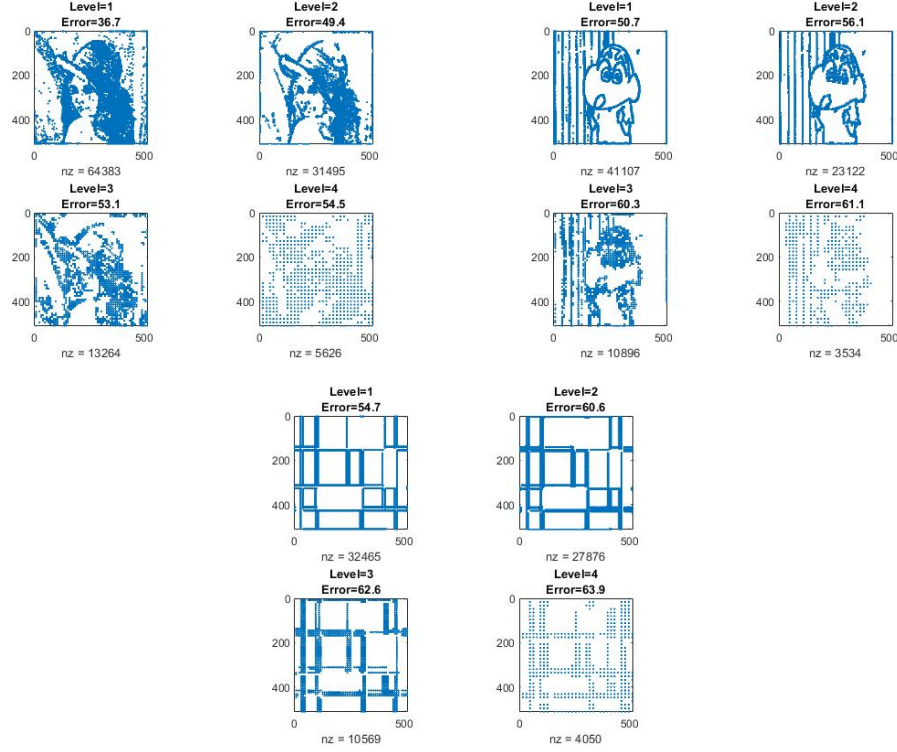 Level=1
Error=36.7
0
200
400
0
500
nz = 64383
Level=2
Error=49.4
0
200
400
0
500
nz = 31495
Level=1
Error=50.7
0
200
400
0
500
nz = 41107
Level=2
Error=56.1
0
200
400
0
500
nz = 23122
Level=3
Error=53.1
0
200
400
0
500
nz = 13264
Level=4
Error=54.5
0
200
400
0
500
nz = 5626
Level=3
Error=60.3
0
200
400
0
500
nz = 10896
Level=4
Error=61.1
0
200
400
0
500
nz = 3534
Level=1
Error=54.7
0
200
400
0
500
nz = 32465
Level=2
Error=60.6
0
200
400
0
500
nz = 27876
Level=3
Error=62.6
0
200
400
0
500
nz = 10569
Level=4
Error=63.9
0
200
400
0
500
nz = 4050